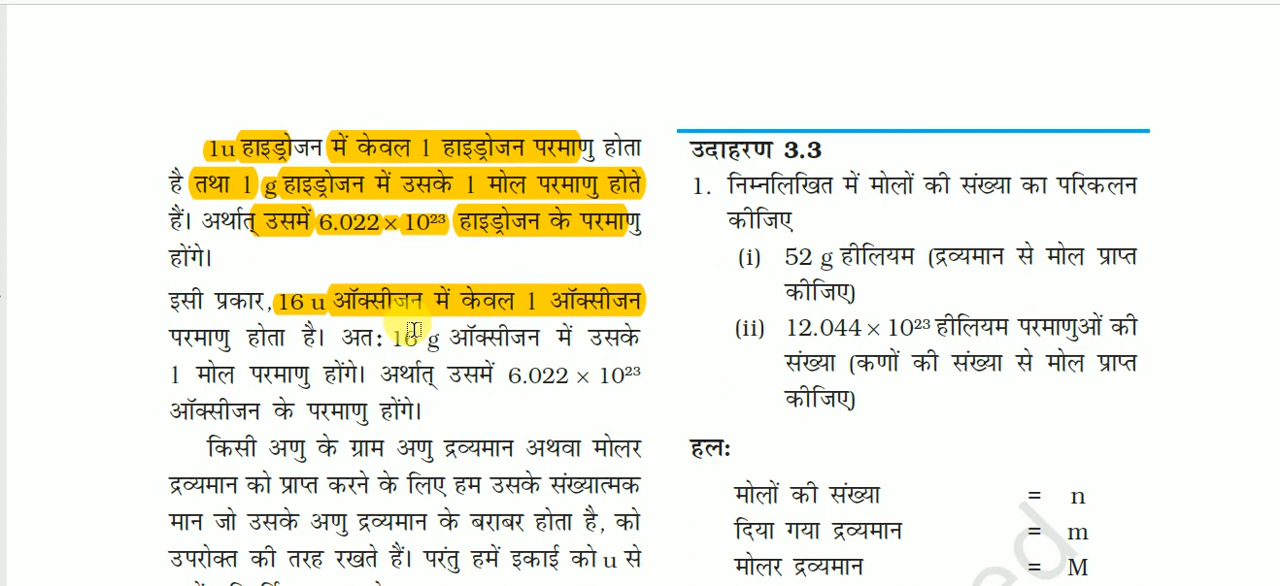 1u हाइड्रोजन में केवल 1 हाइड्रोजन परमाणु होता
है तथा 1 g हाइड्रोजन में उसके 1 मोल परमाणु होते
हैं। अर्थात् उसमें 6.022 × 10²³ हाइड्रोजन के परमाणु
होंगे।
इसी प्रकार, 16 u ऑक्सीजन में केवल 1 ऑक्सीजन
परमाणु होता है। अत: 16 g ऑक्सीजन में उसके
1 मोल परमाणु होंगे। अर्थात् उसमें 6.022 × 10²³
ऑक्सीजन के परमाणु होंगे।
किसी अणु के ग्राम अणु द्रव्यमान अथवा मोलर
द्रव्यमान को प्राप्त करने के लिए हम उसके संख्यात्मक
मान जो उसके अणु द्रव्यमान के बराबर होता है, को
उपरोक्त की तरह रखते हैं। परंतु हमें इकाई को u से
उदाहरण 3.3
1. निम्नलिखित में मोलों की संख्या का परिकलन
कीजिए
(i) 52 g हीलियम (द्रव्यमान से मोल प्राप्त
कीजिए)
(ii) 12.044 × 10²³ हीलियम परमाणुओं की
संख्या (कणों की संख्या से मोल प्राप्त
कीजिए)
हल:
मोलों की संख्या = n
दिया गया द्रव्यमान = m
मोलर द्रव्यमान = M